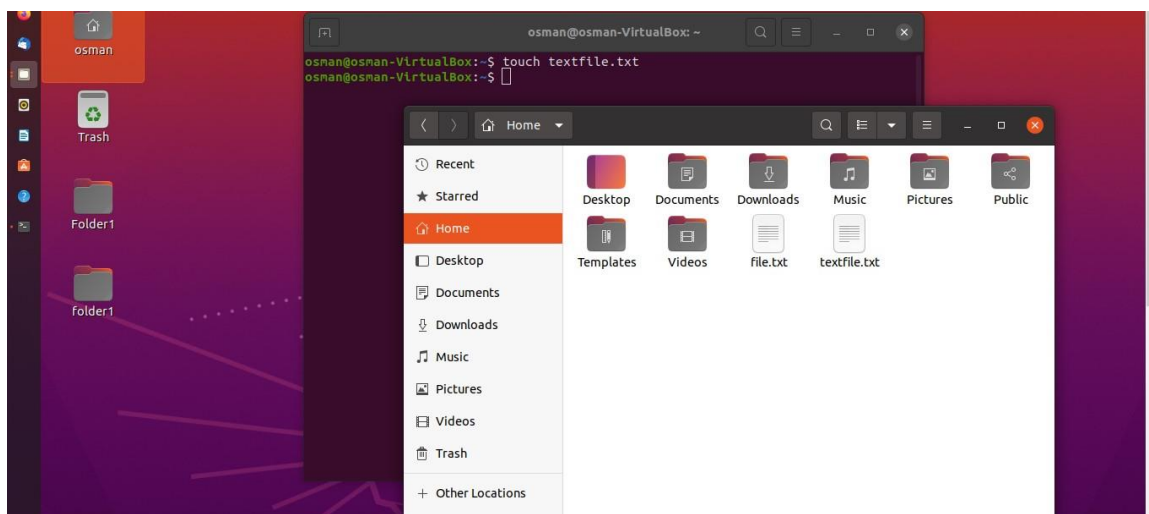 osman
Trash
Folder1
folder1
osman@osman-VirtualBox: ~
osman@osman-VirtualBox:~$ touch textfile.txt
osman@osman-VirtualBox:~$
Home
Recent
Starred
Home
Desktop
Documents
Downloads
Music
Pictures
Videos
Trash
+ Other Locations
Desktop Documents Downloads Music Pictures Public
Templates Videos file.txt textfile.txt